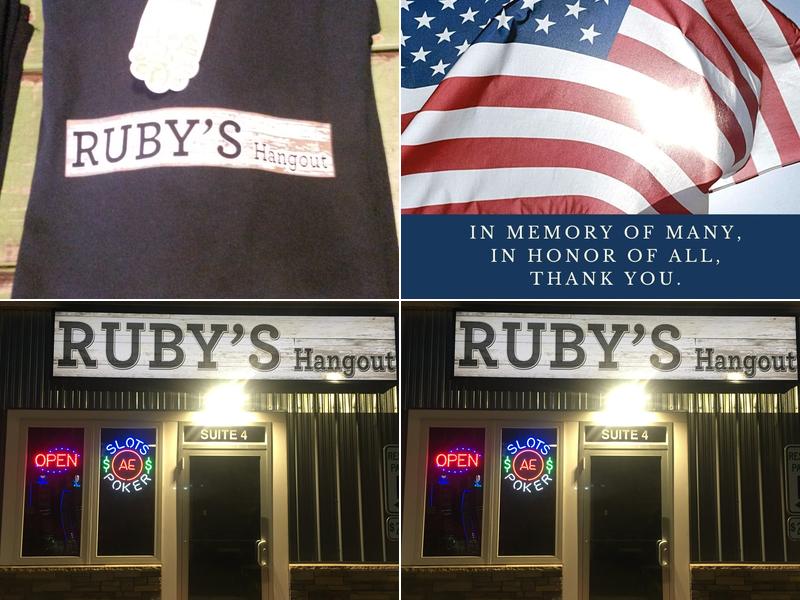 RUBY'S Hangout
IN MEMORY OF MANY,
IN HONOR OF ALL,
THANK YOU.
RUBY'S Hangout
SUITE 4
OPEN
SLOTS
$ AE $
POKER
RUBY'S Hangout
SUITE 4
OPEN
SLOTS
$ AE $
POKER